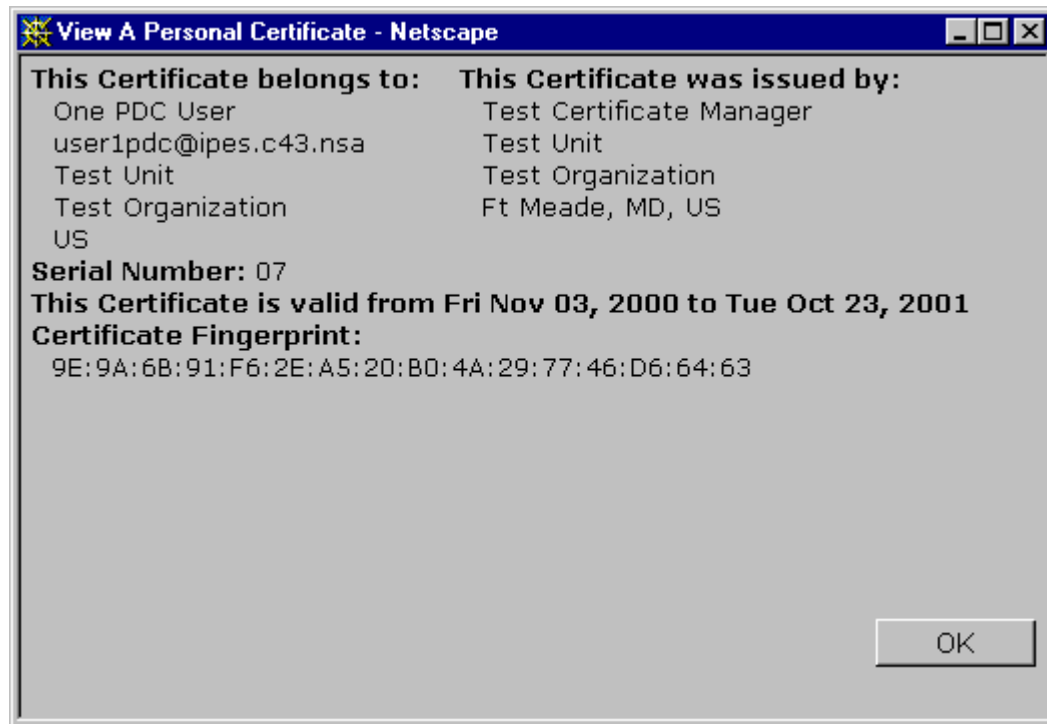 View A Personal Certificate - Netscape
This Certificate belongs to:
One PDC User
user1pdc@ipes.c43.nsa
Test Unit
Test Organization
US
This Certificate was issued by:
Test Certificate Manager
Test Unit
Test Organization
Ft Meade, MD, US
Serial Number: 07
This Certificate is valid from Fri Nov 03, 2000 to Tue Oct 23, 2001
Certificate Fingerprint:
9E:9A:6B:91:F6:2E:A5:20:B0:4A:29:77:46:D6:64:63
OK